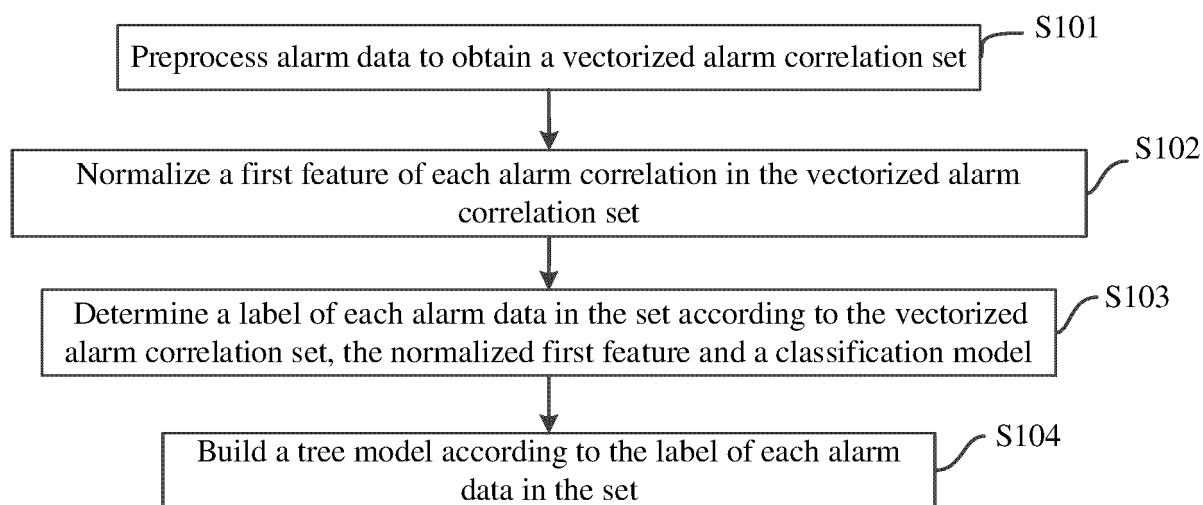 S101
Preprocess alarm data to obtain a vectorized alarm correlation set
S102
Normalize a first feature of each alarm correlation in the vectorized alarm
correlation set
S103
Determine a label of each alarm data in the set according to the vectorized
alarm correlation set, the normalized first feature and a classification model
S104
Build a tree model according to the label of each alarm
data in the set